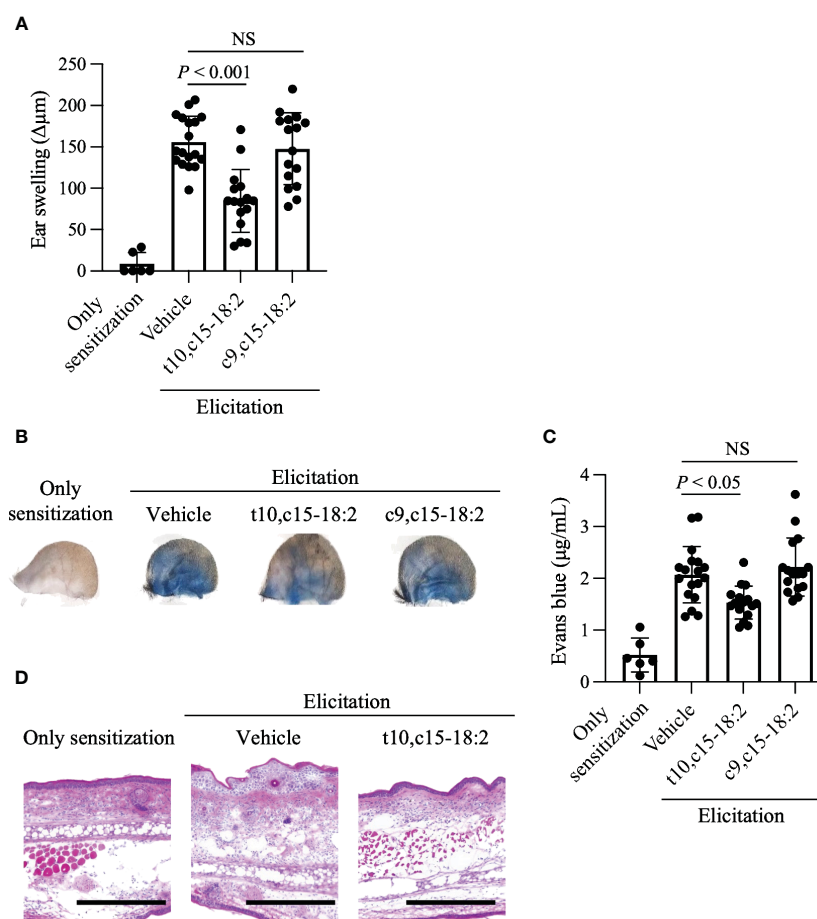 A
NS
P < 0.001
250
200
150
100
50
0
Ear swelling (Δµm)
Only
sensitization
Vehicle
t10,c15-18:2
c9,c15-18:2
Elicitation
B
Elicitation
Only
sensitization
Vehicle
t10,c15-18:2
c9,c15-18:2
C
NS
P < 0.05
4
3
2
1
0
Evans blue (µg/mL)
Only
sensitization
Vehicle
t10,c15-18:2
c9,c15-18:2
Elicitation
D
Elicitation
Only sensitization
Vehicle
t10,c15-18:2